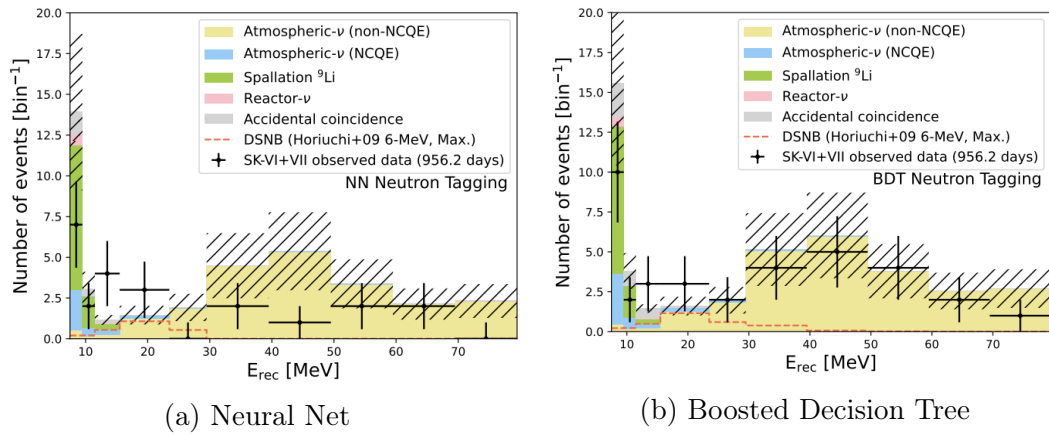 20.0
17.5
15.0
12.5
10.0
7.5
5.0
2.5
0.0
Number of events [bin⁻¹]
Atmospheric-ν (non-NCQE)
Atmospheric-ν (NCQE)
Spallation ⁹Li
Reactor-ν
Accidental coincidence
DSNB (Horiuchi+09 6-MeV, Max.)
SK-VI+VII observed data (956.2 days)
NN Neutron Tagging
10 20 30 40 50 60 70
E_rec [MeV]
(a) Neural Net
20.0
17.5
15.0
12.5
10.0
7.5
5.0
2.5
0.0
Number of events [bin⁻¹]
Atmospheric-ν (non-NCQE)
Atmospheric-ν (NCQE)
Spallation ⁹Li
Reactor-ν
Accidental coincidence
DSNB (Horiuchi+09 6-MeV, Max.)
SK-VI+VII observed data (956.2 days)
BDT Neutron Tagging
10 20 30 40 50 60 70
E_rec [MeV]
(b) Boosted Decision Tree